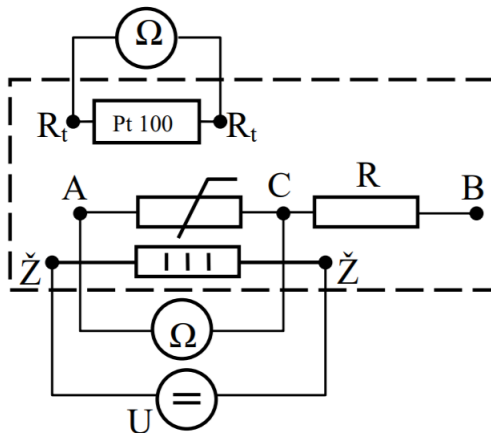 Ω
Rt Pt 100 Rt
A C R B
Ž Ž
Ω
U =